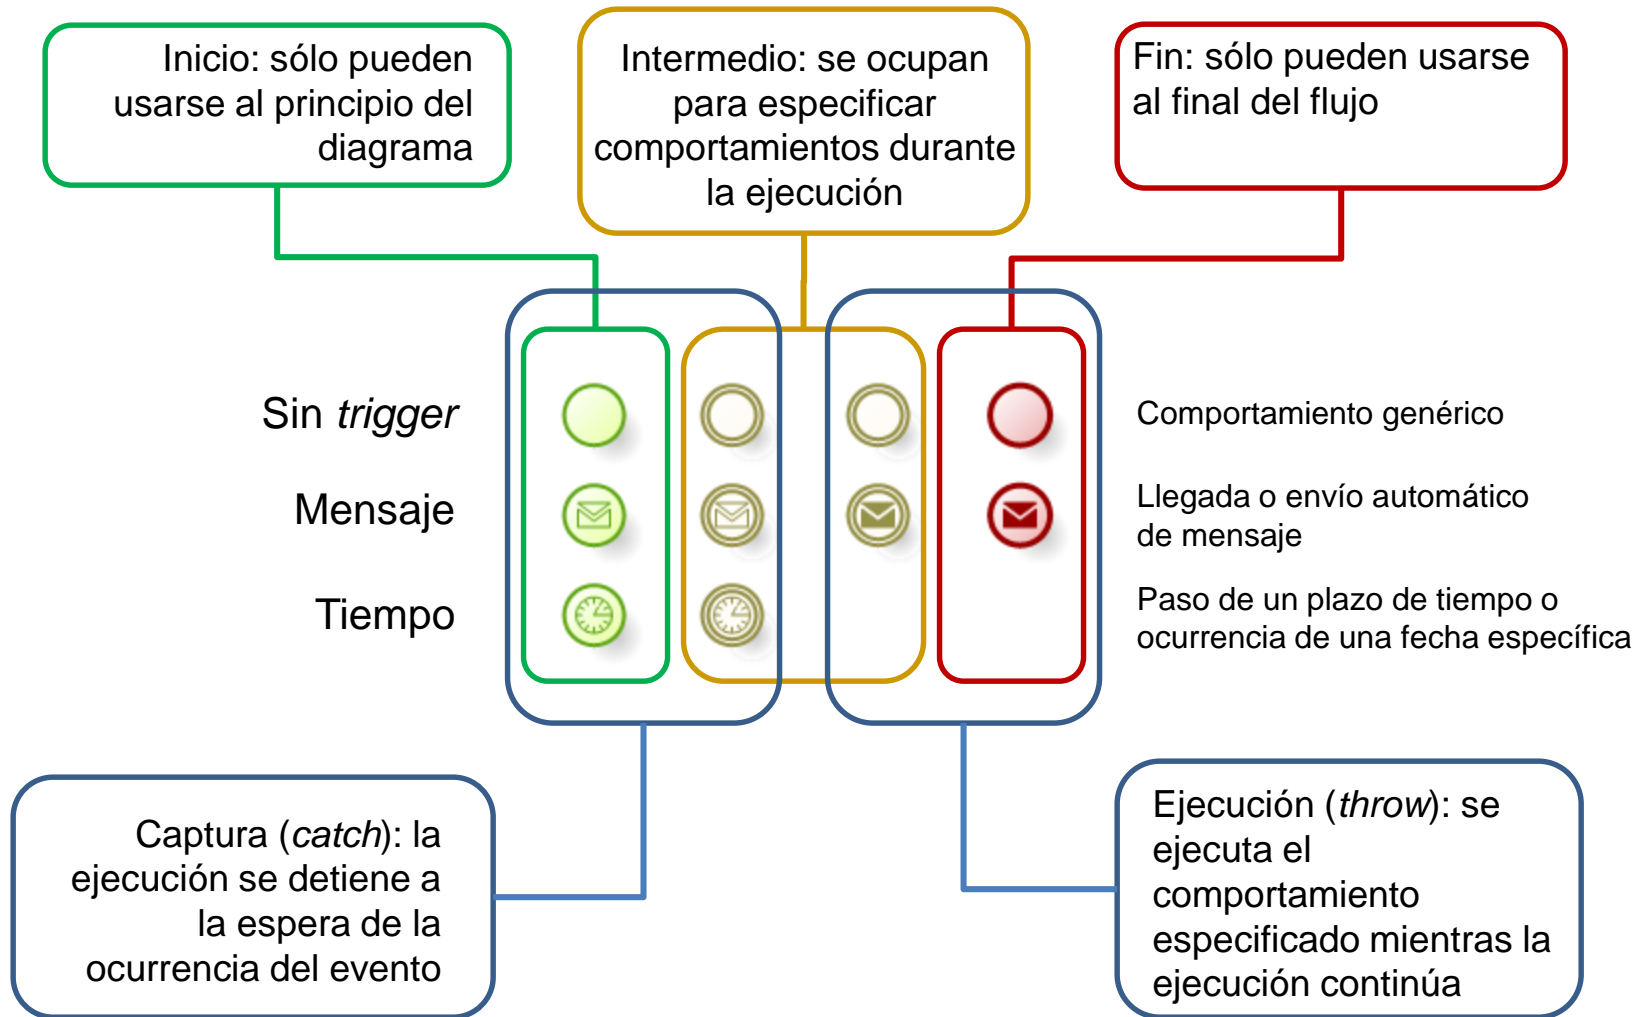 Inicio: sólo pueden
usarse al principio del
diagrama
Intermedio: se ocupan
para especificar
comportamientos durante
la ejecución
Fin: sólo pueden usarse
al final del flujo
Sin trigger
Comportamiento genérico
Mensaje
Llegada o envío automático
de mensaje
Tiempo
Paso de un plazo de tiempo o
ocurrencia de una fecha específica
Captura (catch): la
ejecución se detiene a
la espera de la
ocurrencia del evento
Ejecución (throw): se
ejecuta el
comportamiento
especificado mientras la
ejecución continúa